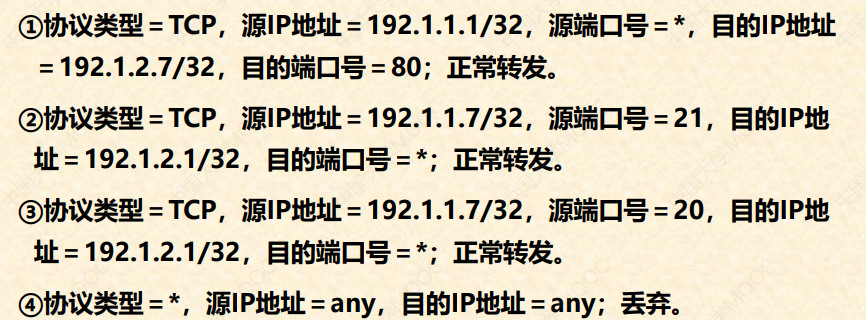 ①协议类型＝TCP，源IP地址＝192.1.1.1/32，源端口号＝*，目的IP地址
＝192.1.2.7/32，目的端口号＝80；正常转发。
②协议类型＝TCP，源IP地址＝192.1.1.7/32，源端口号＝21，目的IP地
址＝192.1.2.1/32，目的端口号＝*；正常转发。
③协议类型＝TCP，源IP地址＝192.1.1.7/32，源端口号＝20，目的IP地
址＝192.1.2.1/32，目的端口号＝*；正常转发。
④协议类型＝*，源IP地址＝any，目的IP地址＝any；丢弃。